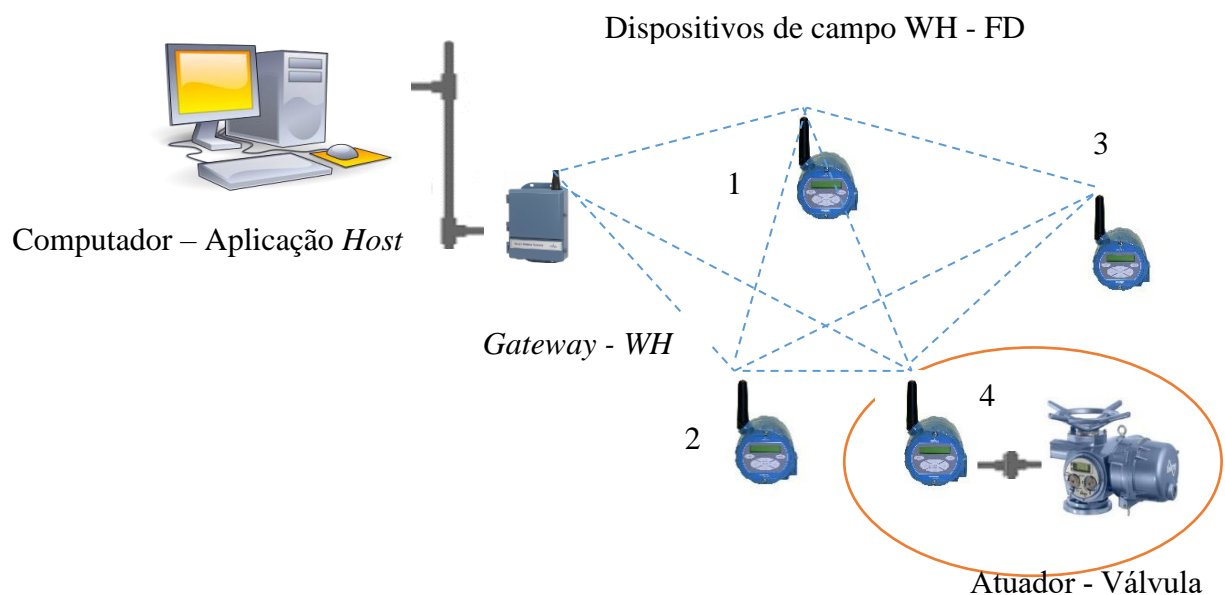 Dispositivos de campo WH - FD
3
1
Computador – Aplicação Host
Gateway - WH
4
2
Atuador - Válvula